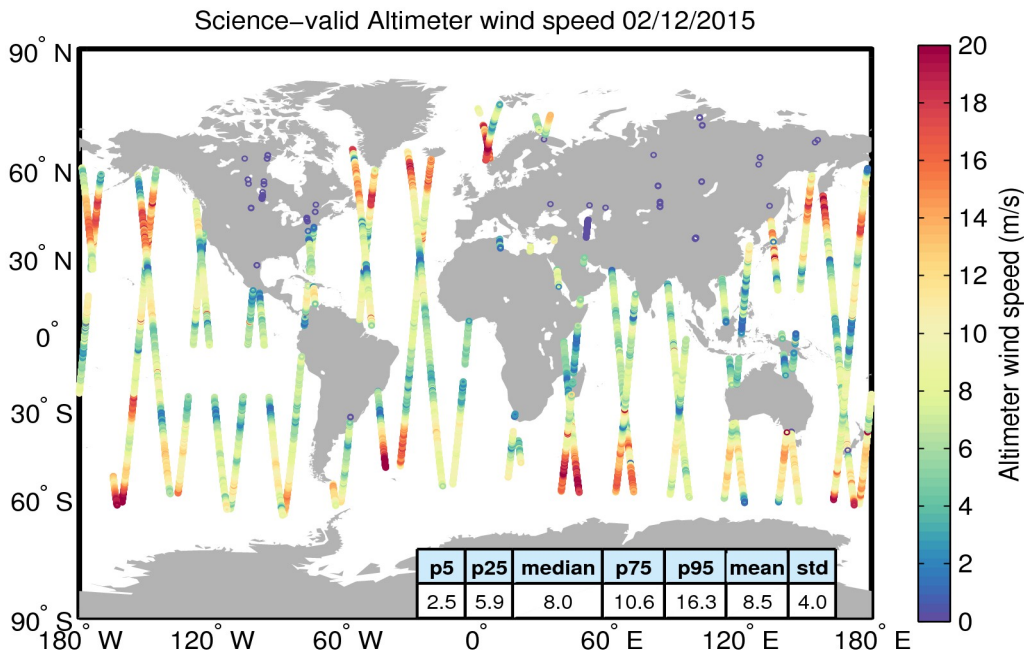 Science−valid Altimeter wind speed 02/12/2015
90° N
60° N
30° N
0°
30° S
60° S
90° S
180° W
120° W
60° W
0°
60° E
120° E
180° E
p5 p25 median p75 p95 mean std
2.5 5.9 8.0 10.6 16.3 8.5 4.0
20
18
16
14
12
10
8
6
4
2
0
Altimeter wind speed (m/s)